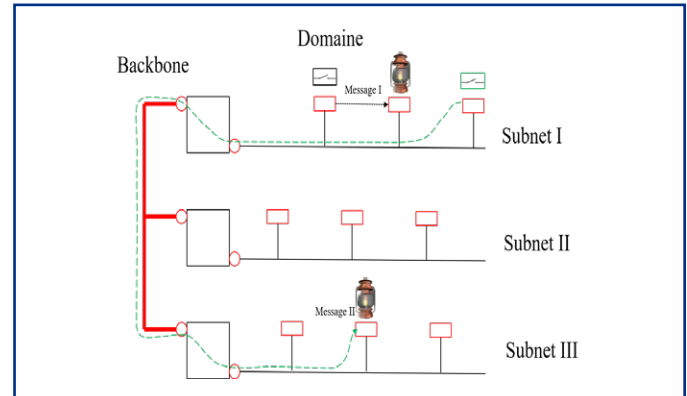 Domaine
Backbone
Message I
Subnet I
Subnet II
Message II
Subnet III